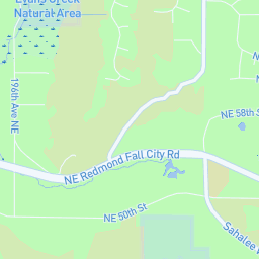 Evans Creek
Natural Area
196th Ave NE
NE 58th S
NE Redmond Fall City Rd
NE 50th St
Sahalee